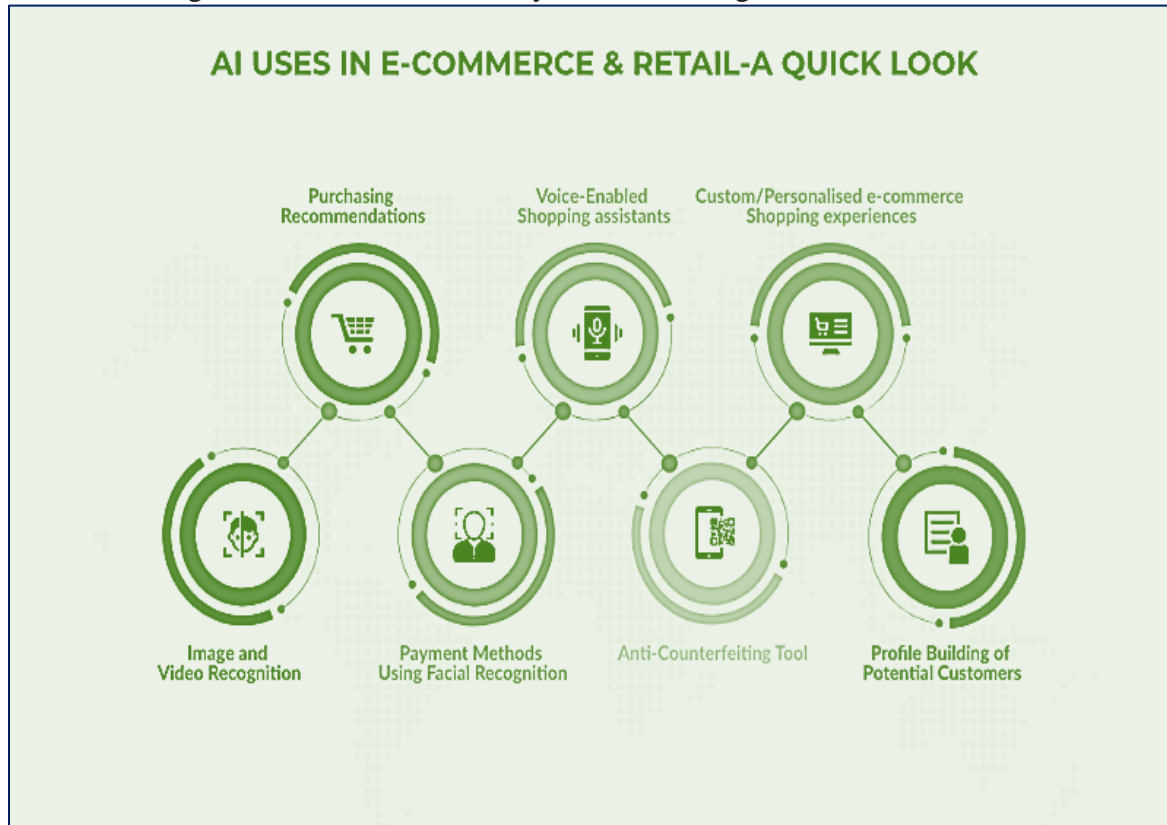 AI USES IN E-COMMERCE & RETAIL-A QUICK LOOK
Purchasing
Recommendations
Voice-Enabled
Shopping assistants
Custom/Personalised e-commerce
Shopping experiences
Image and
Video Recognition
Payment Methods
Using Facial Recognition
Anti-Counterfeiting Tool
Profile Building of
Potential Customers